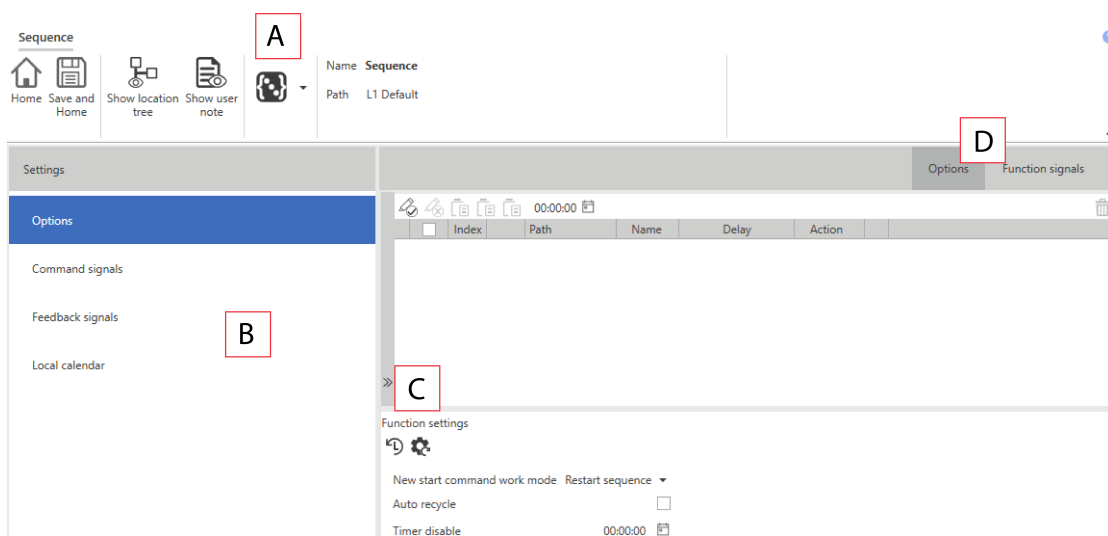 A
Sequence
Name Sequence
Home Save and Home Show location tree Show user note
Path L1 Default
D
Settings
Options Function signals
Options
00:00:00
Index Path Name Delay Action
Command signals
Feedback signals
B
Local calendar
C
Function settings
New start command work mode Restart sequence
Auto recycle
Timer disable 00:00:00